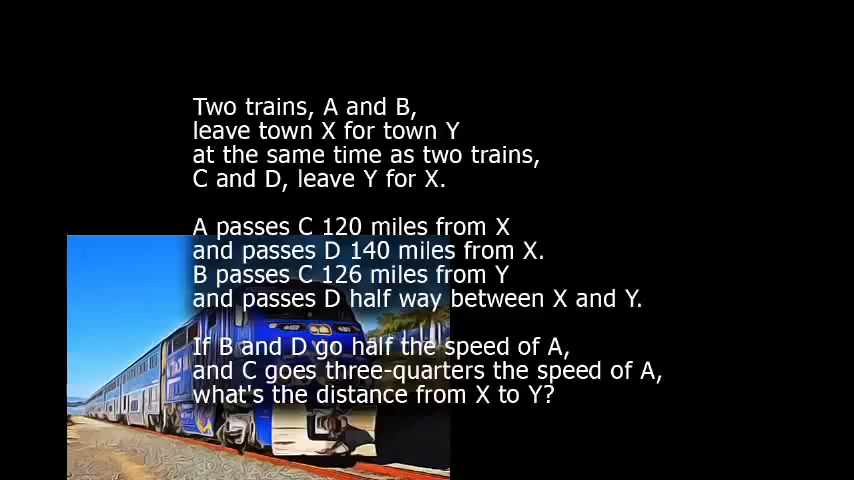 Two trains, A and B,
leave town X for town Y
at the same time as two trains,
C and D, leave Y for X.
A passes C 120 miles from X
and passes D 140 miles from X.
B passes C 126 miles from Y
and passes D half way between X and Y.
If B and D go half the speed of A,
and C goes three-quarters the speed of A,
what's the distance from X to Y?